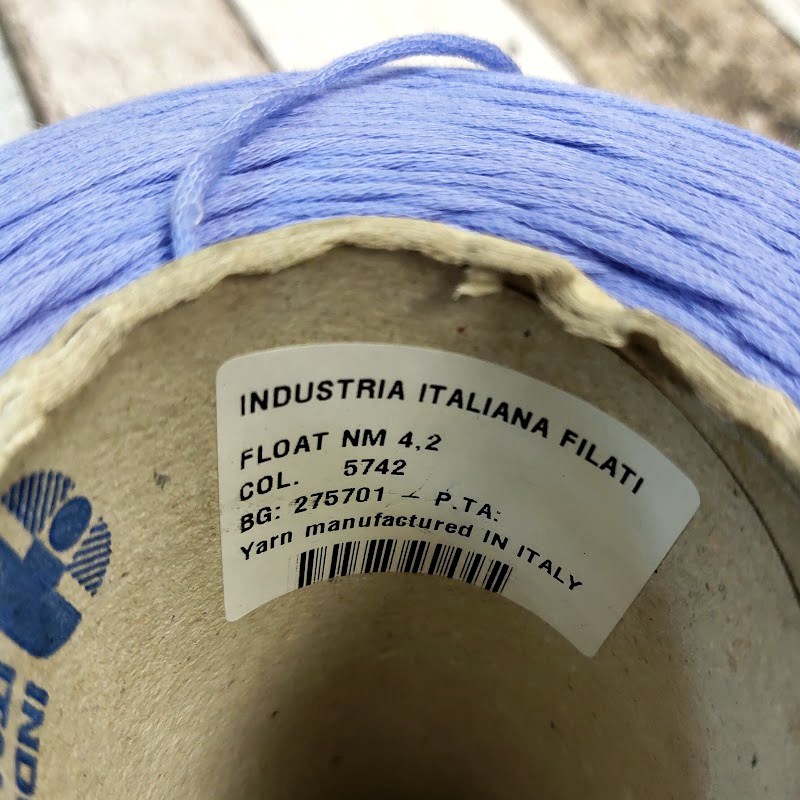 INDUSTRIA ITALIANA FILATI
FLOAT NM 4,2
COL. 5742
BG: 275701 - P.TA:
Yarn manufactured IN ITALY